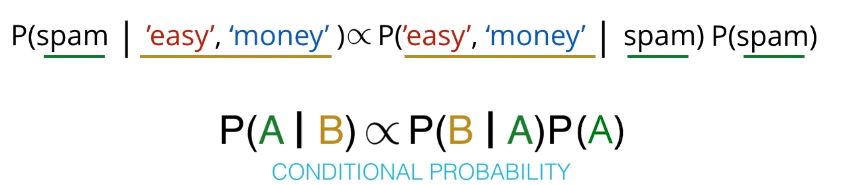 P(spam | 'easy', ‘money’ )∝ P('easy', ‘money’ | spam) P(spam)
P(A | B) ∝ P(B | A)P(A)
CONDITIONAL PROBABILITY